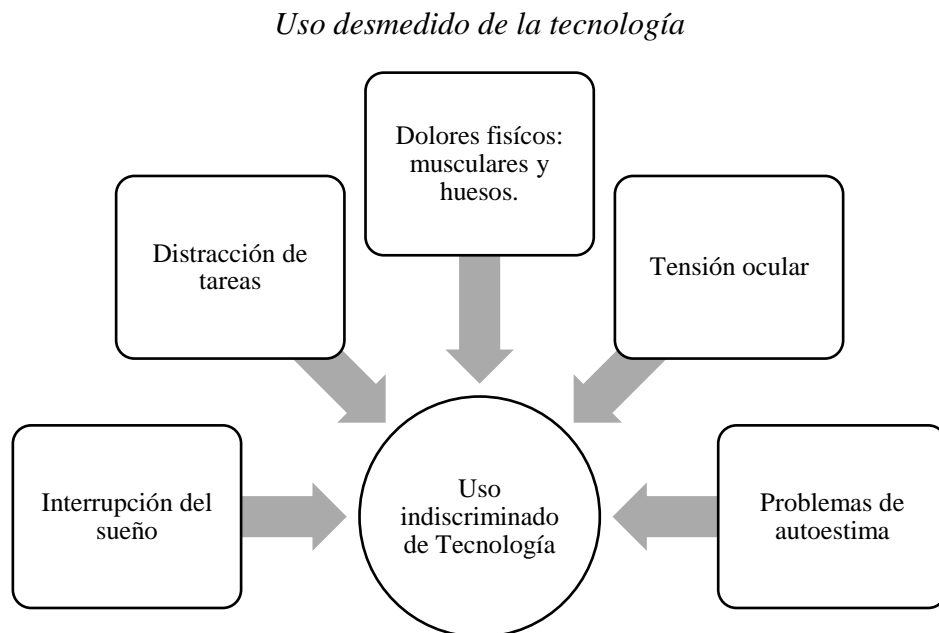 Uso desmedido de la tecnología
Dolores fisícos:
musculares y
huesos.
Distracción de
tareas
Tensión ocular
Interrupción del
sueño
Uso
indiscriminado
de Tecnología
Problemas de
autoestima